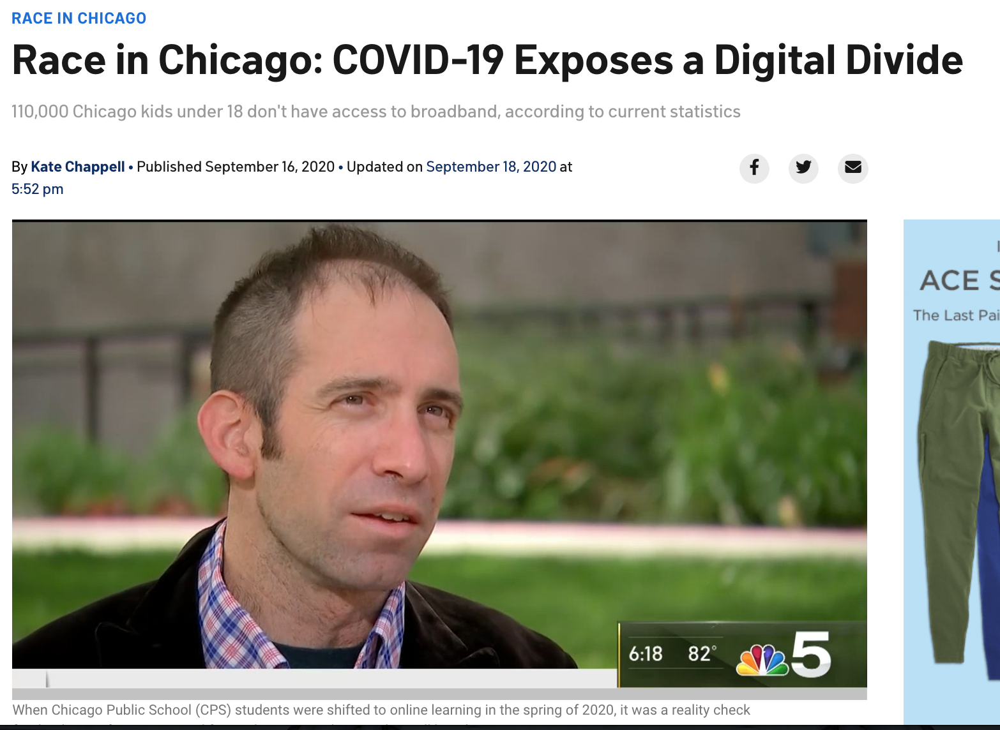 RACE IN CHICAGO
Race in Chicago: COVID-19 Exposes a Digital Divide
110,000 Chicago kids under 18 don't have access to broadband, according to current statistics
By Kate Chappell • Published September 16, 2020 • Updated on September 18, 2020 at
5:52 pm
ACE S
The Last Pai
6:18 82° 5
When Chicago Public School (CPS) students were shifted to online learning in the spring of 2020, it was a reality check